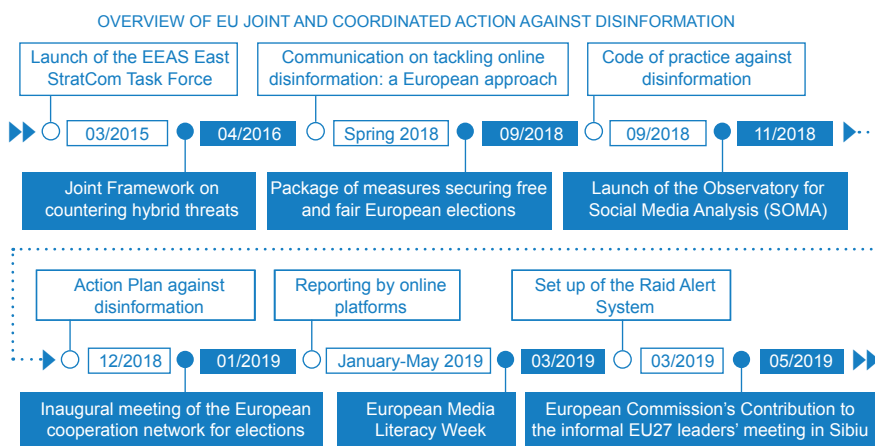 OVERVIEW OF EU JOINT AND COORDINATED ACTION AGAINST DISINFORMATION
Launch of the EEAS East
StratCom Task Force
Communication on tackling online
disinformation: a European approach
Code of practice against
disinformation
03/2015
04/2016
Spring 2018
09/2018
09/2018
11/2018
Joint Framework on
countering hybrid threats
Package of measures securing free
and fair European elections
Launch of the Observatory for
Social Media Analysis (SOMA)
Action Plan against
disinformation
Reporting by online
platforms
Set up of the Raid Alert
System
12/2018
01/2019
January-May 2019
03/2019
03/2019
05/2019
Inaugural meeting of the European
cooperation network for elections
European Media
Literacy Week
European Commission's Contribution to
the informal EU27 leaders' meeting in Sibiu